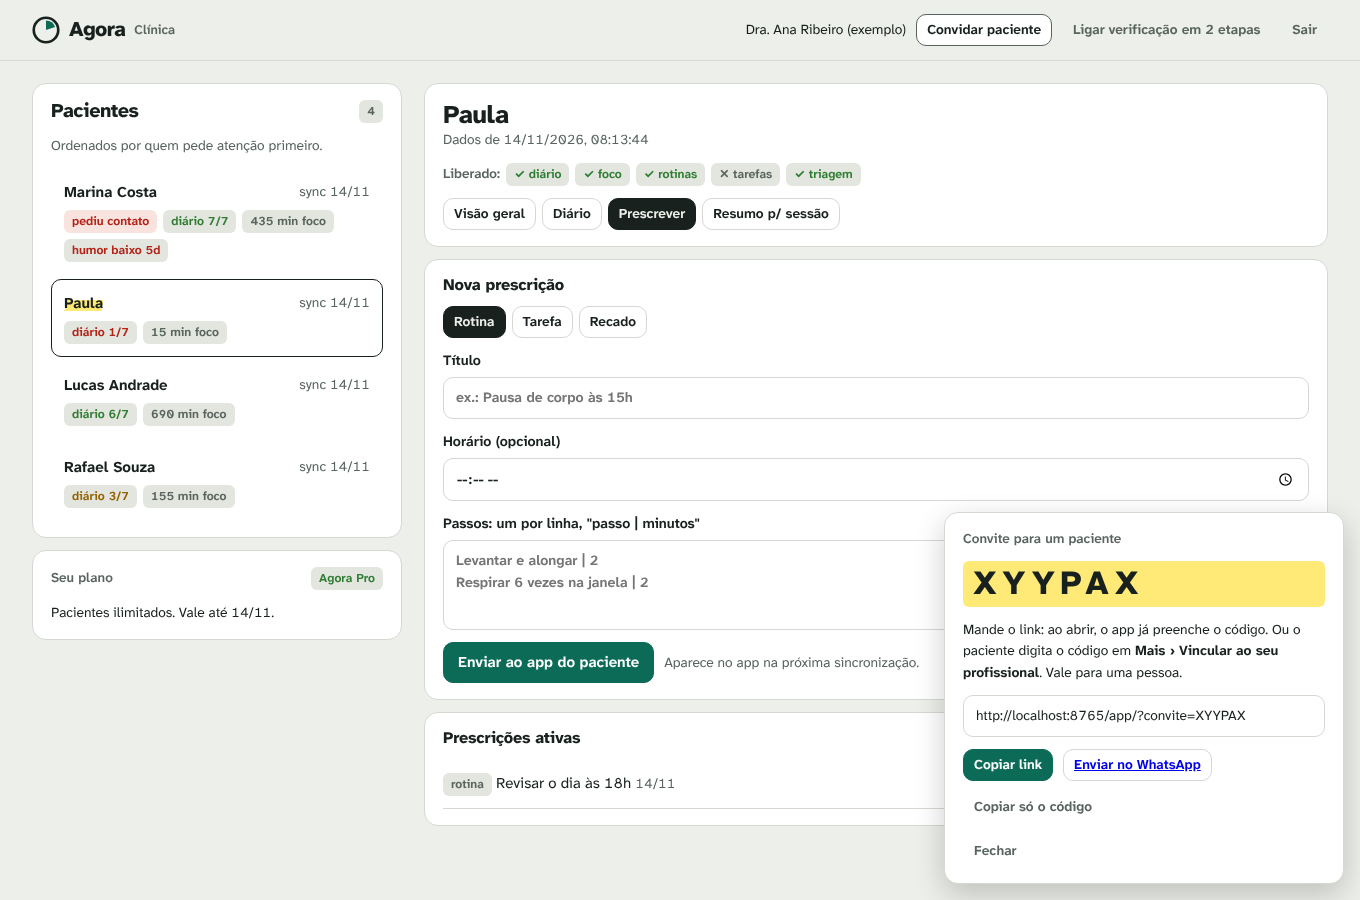 Agora Clínica
Dra. Ana Ribeiro (exemplo) Convidar paciente Ligar verificação em 2 etapas Sair
Pacientes 4
Ordenados por quem pede atenção primeiro.
Marina Costa sync 14/11
pediu contato diário 7/7 435 min foco
humor baixo 5d
Paula sync 14/11
diário 1/7 15 min foco
Lucas Andrade sync 14/11
diário 6/7 690 min foco
Rafael Souza sync 14/11
diário 3/7 155 min foco
Seu plano Agora Pro
Pacientes ilimitados. Vale até 14/11.
Paula
Dados de 14/11/2026, 08:13:44
Liberado: ✓ diário ✓ foco ✓ rotinas ✕ tarefas ✓ triagem
Visão geral Diário Prescrever Resumo p/ sessão
Nova prescrição
Rotina Tarefa Recado
Título
ex.: Pausa de corpo às 15h
Horário (opcional)
--:-- --
Passos: um por linha, "passo | minutos"
Levantar e alongar | 2
Respirar 6 vezes na janela | 2
Enviar ao app do paciente Aparece no app na próxima sincronização.
Prescrições ativas
rotina Revisar o dia às 18h 14/11
Convite para um paciente
XYYPAX
Mande o link: ao abrir, o app já preenche o código. Ou o
paciente digita o código em Mais › Vincular ao seu
profissional. Vale para uma pessoa.
http://localhost:8765/app/?convite=XYYPAX
Copiar link Enviar no WhatsApp
Copiar só o código
Fechar